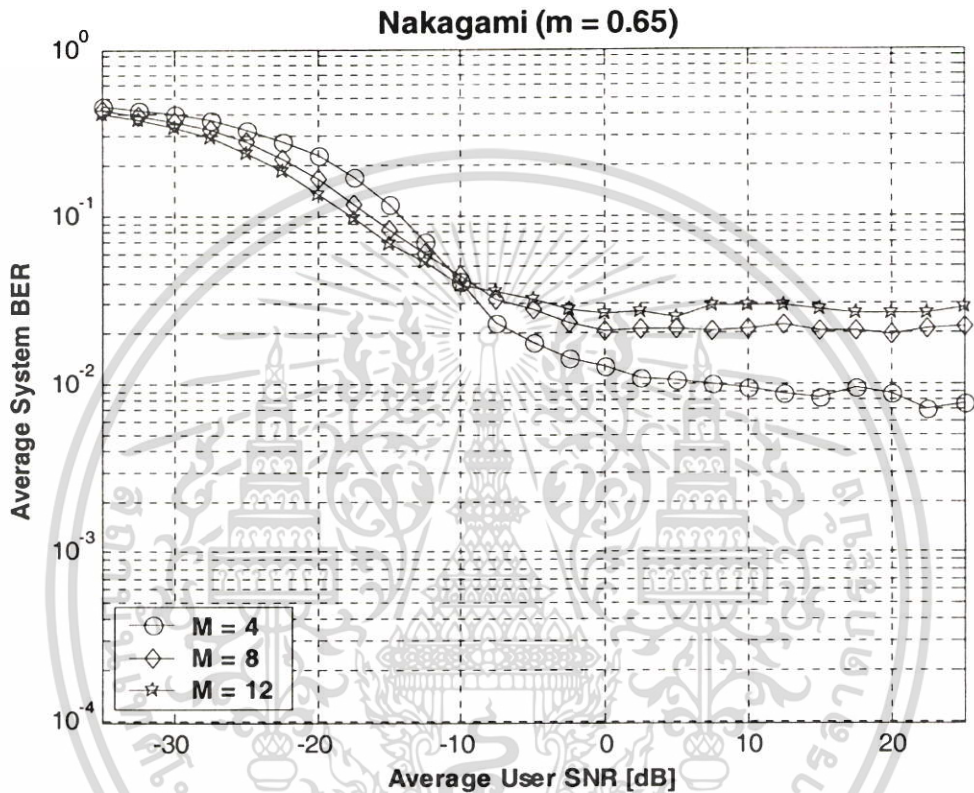 Nakagami (m = 0.65)
10^0
10^-1
10^-2
10^-3
10^-4
Average System BER
M = 4
M = 8
M = 12
-30
-20
-10
0
10
20
Average User SNR [dB]